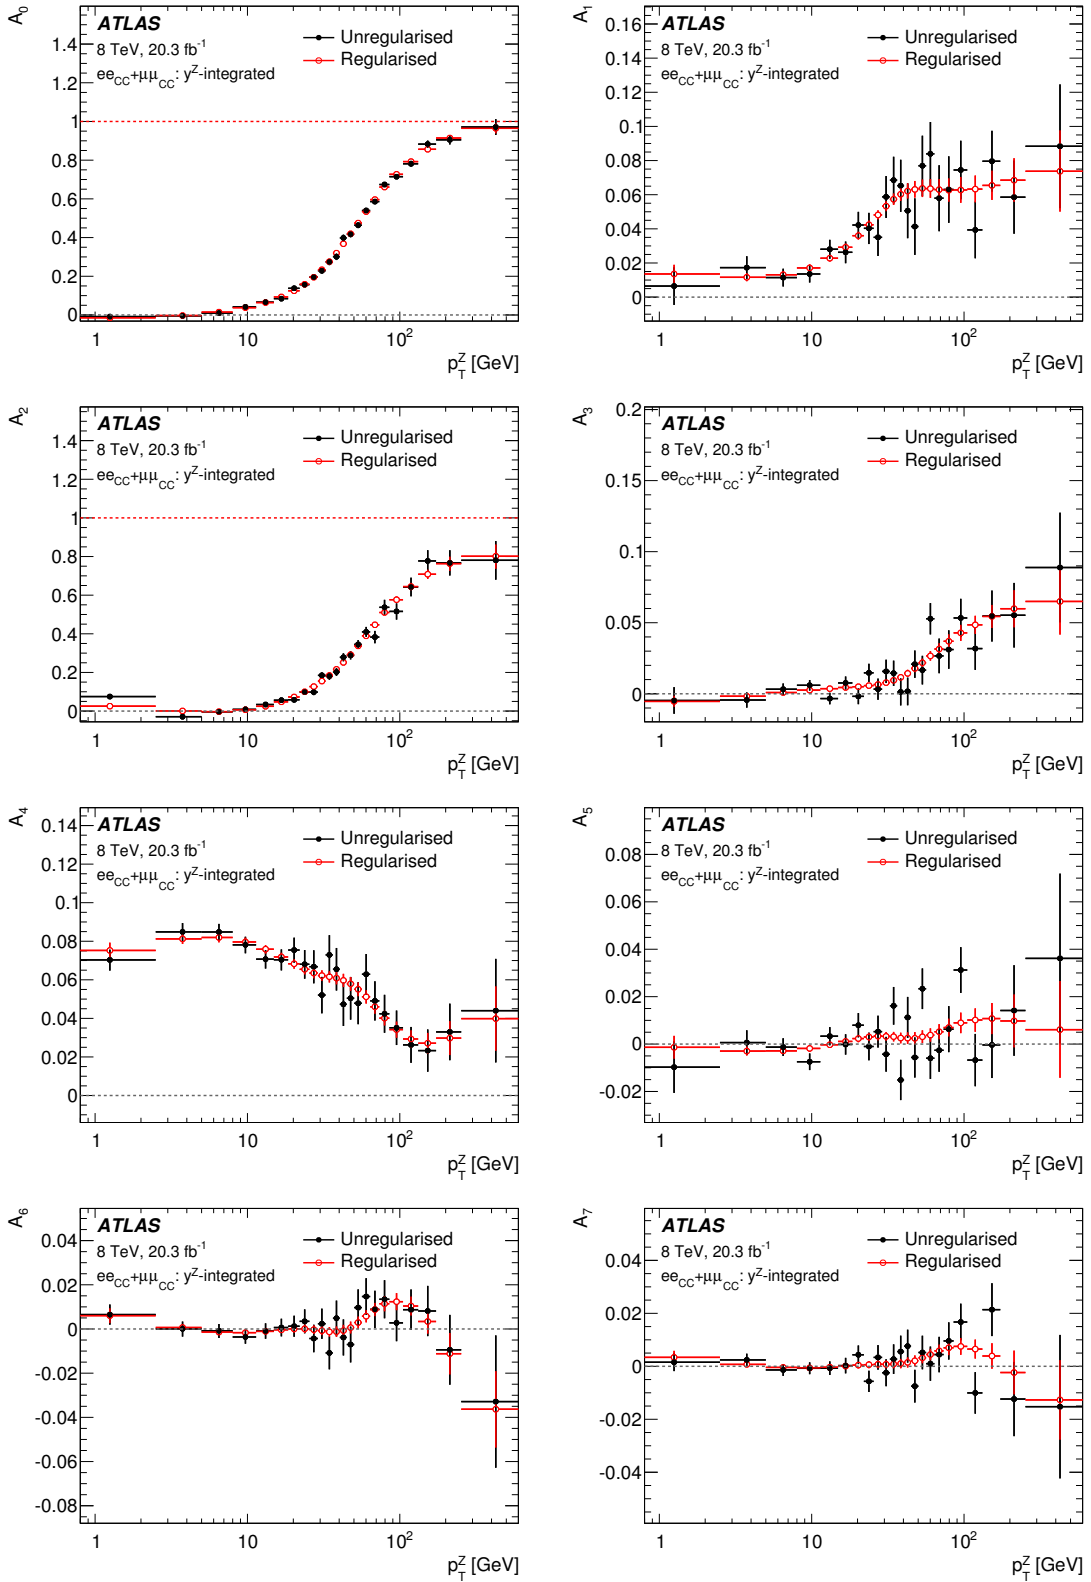 A0
ATLAS
8 TeV, 20.3 fb-1
eeCC+μμCC: yZ-integrated
Unregularised
Regularised
1.4
1.2
1
0.8
0.6
0.4
0.2
0
1 10 10²
pTZ [GeV]
A1
ATLAS
8 TeV, 20.3 fb-1
eeCC+μμCC: yZ-integrated
Unregularised
Regularised
0.16
0.14
0.12
0.1
0.08
0.06
0.04
0.02
0
1 10 10²
pTZ [GeV]
A2
ATLAS
8 TeV, 20.3 fb-1
eeCC+μμCC: yZ-integrated
Unregularised
Regularised
1.4
1.2
1
0.8
0.6
0.4
0.2
0
1 10 10²
pTZ [GeV]
A3
ATLAS
8 TeV, 20.3 fb-1
eeCC+μμCC: yZ-integrated
Unregularised
Regularised
0.2
0.15
0.1
0.05
0
1 10 10²
pTZ [GeV]
A4
ATLAS
8 TeV, 20.3 fb-1
eeCC+μμCC: yZ-integrated
Unregularised
Regularised
0.14
0.12
0.1
0.08
0.06
0.04
0.02
0
1 10 10²
pTZ [GeV]
A5
ATLAS
8 TeV, 20.3 fb-1
eeCC+μμCC: yZ-integrated
Unregularised
Regularised
0.08
0.06
0.04
0.02
0
-0.02
1 10 10²
pTZ [GeV]
A6
ATLAS
8 TeV, 20.3 fb-1
eeCC+μμCC: yZ-integrated
Unregularised
Regularised
0.04
0.02
0
-0.02
-0.04
-0.06
-0.08
1 10 10²
pTZ [GeV]
A7
ATLAS
8 TeV, 20.3 fb-1
eeCC+μμCC: yZ-integrated
Unregularised
Regularised
0.04
0.02
0
-0.02
-0.04
1 10 10²
pTZ [GeV]